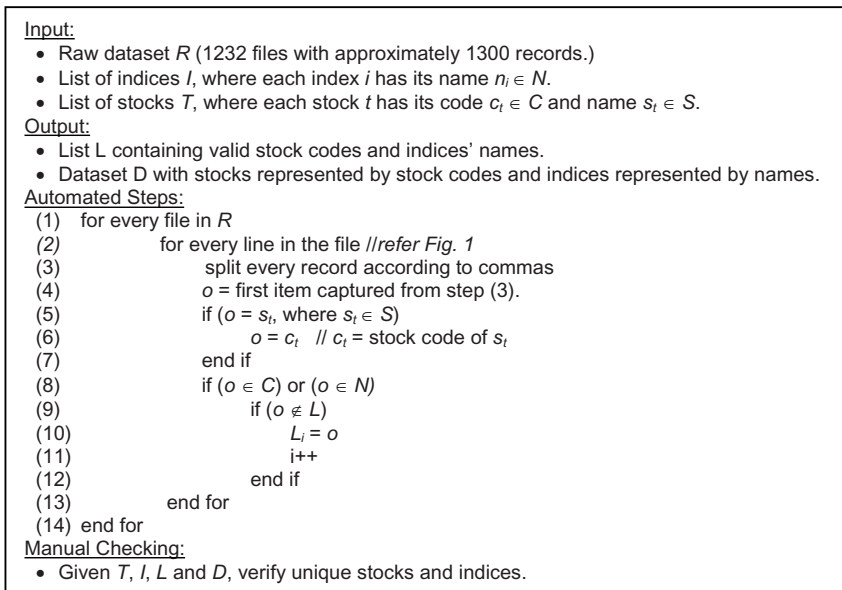 Input:
• Raw dataset R (1232 files with approximately 1300 records.)
• List of indices I, where each index i has its name nᵢ ∈ N.
• List of stocks T, where each stock t has its code cₜ ∈ C and name sₜ ∈ S.
Output:
• List L containing valid stock codes and indices’ names.
• Dataset D with stocks represented by stock codes and indices represented by names.
Automated Steps:
(1) for every file in R
(2) for every line in the file //refer Fig. 1
(3) split every record according to commas
(4) o = first item captured from step (3).
(5) if (o = sₜ, where sₜ ∈ S)
(6) o = cₜ // cₜ = stock code of sₜ
(7) end if
(8) if (o ∈ C) or (o ∈ N)
(9) if (o ∉ L)
(10) Lᵢ = o
(11) i++
(12) end if
(13) end for
(14) end for
Manual Checking:
• Given T, I, L and D, verify unique stocks and indices.